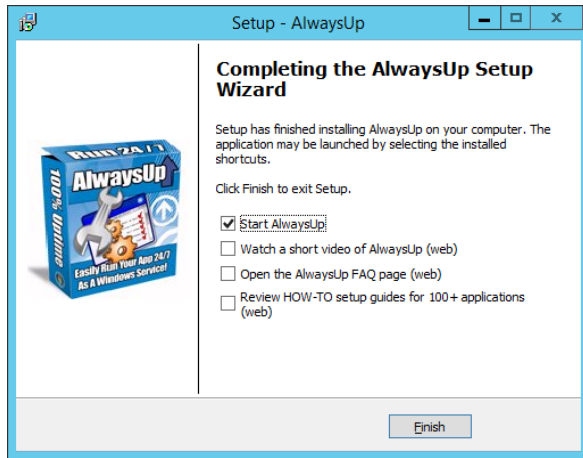 Setup - AlwaysUp
Completing the AlwaysUp Setup
Wizard
Setup has finished installing AlwaysUp on your computer. The
application may be launched by selecting the installed
shortcuts.
Click Finish to exit Setup.
Start AlwaysUp
Watch a short video of AlwaysUp (web)
Open the AlwaysUp FAQ page (web)
Review HOW-TO setup guides for 100+ applications
(web)
Run 24/7
100% Uptime
AlwaysUp
Easily Run Your App 24/7
As A Windows Service!
Finish